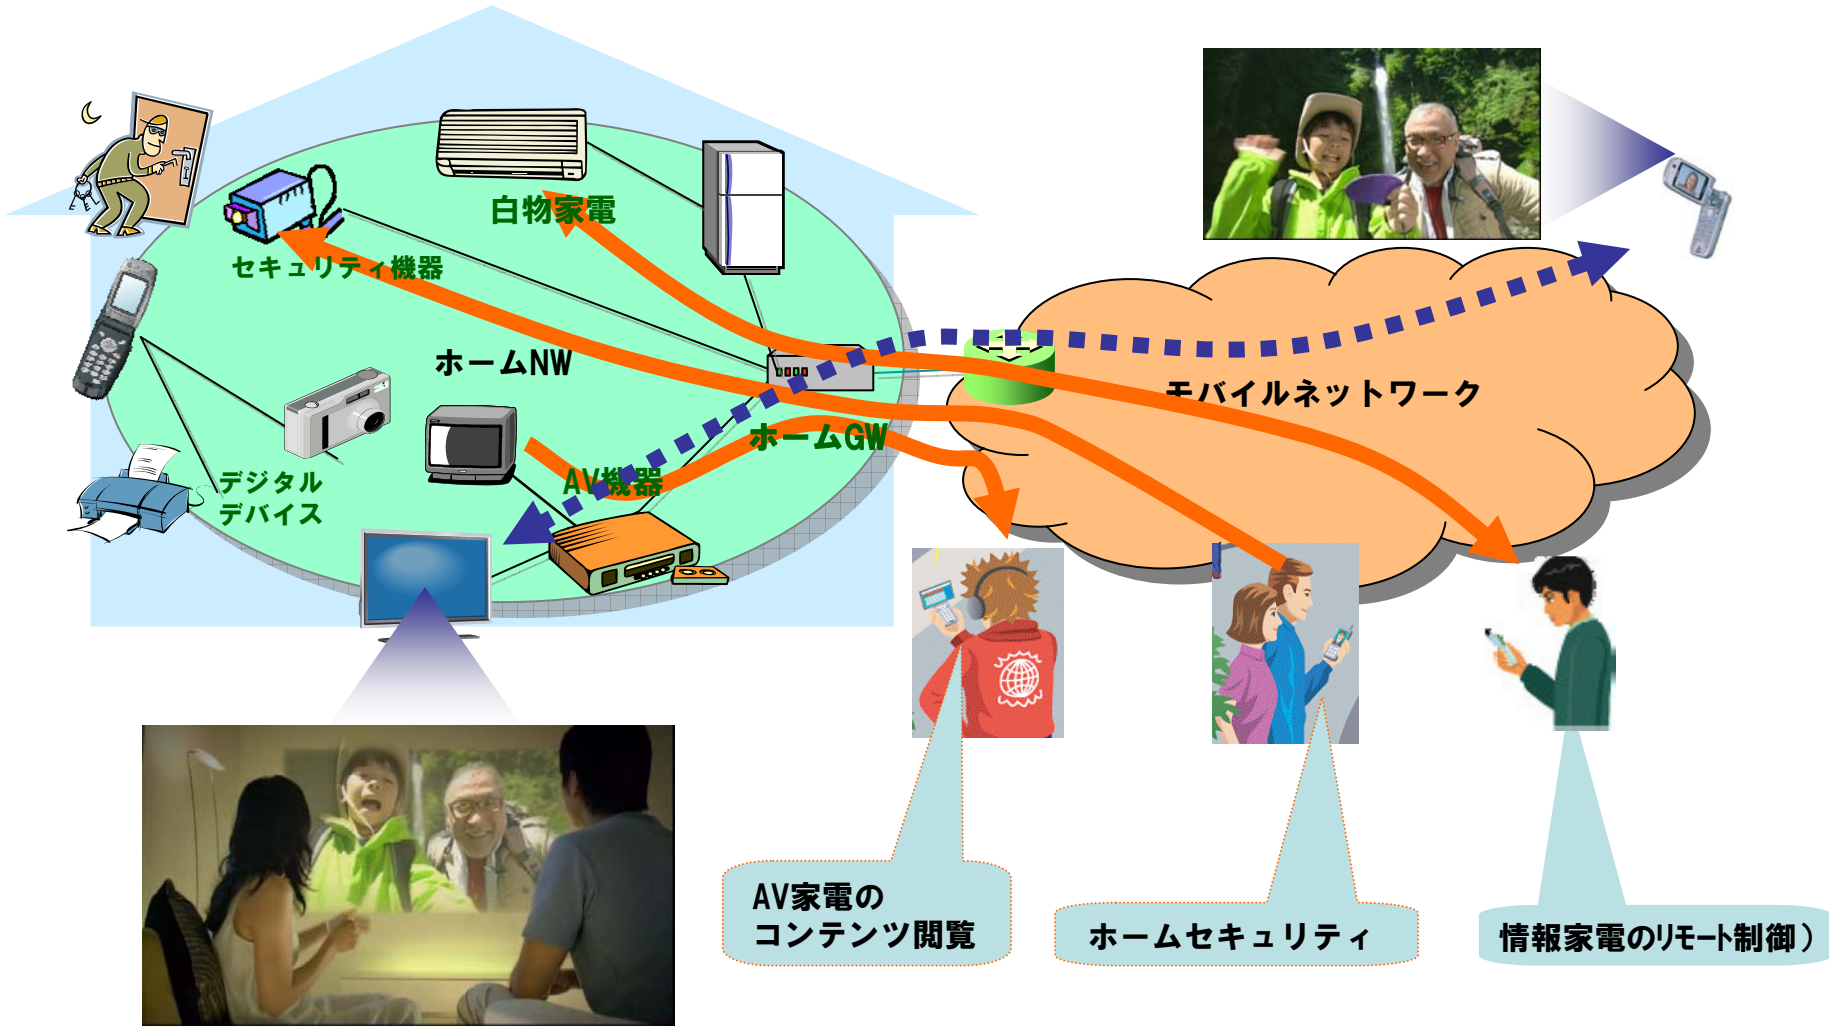 白物家電
セキュリティ機器
ホームNW
モバイルネットワーク
ホームGW
AV機器
デジタル
デバイス
AV家電の
コンテンツ閲覧
ホームセキュリティ
情報家電のリモート制御）